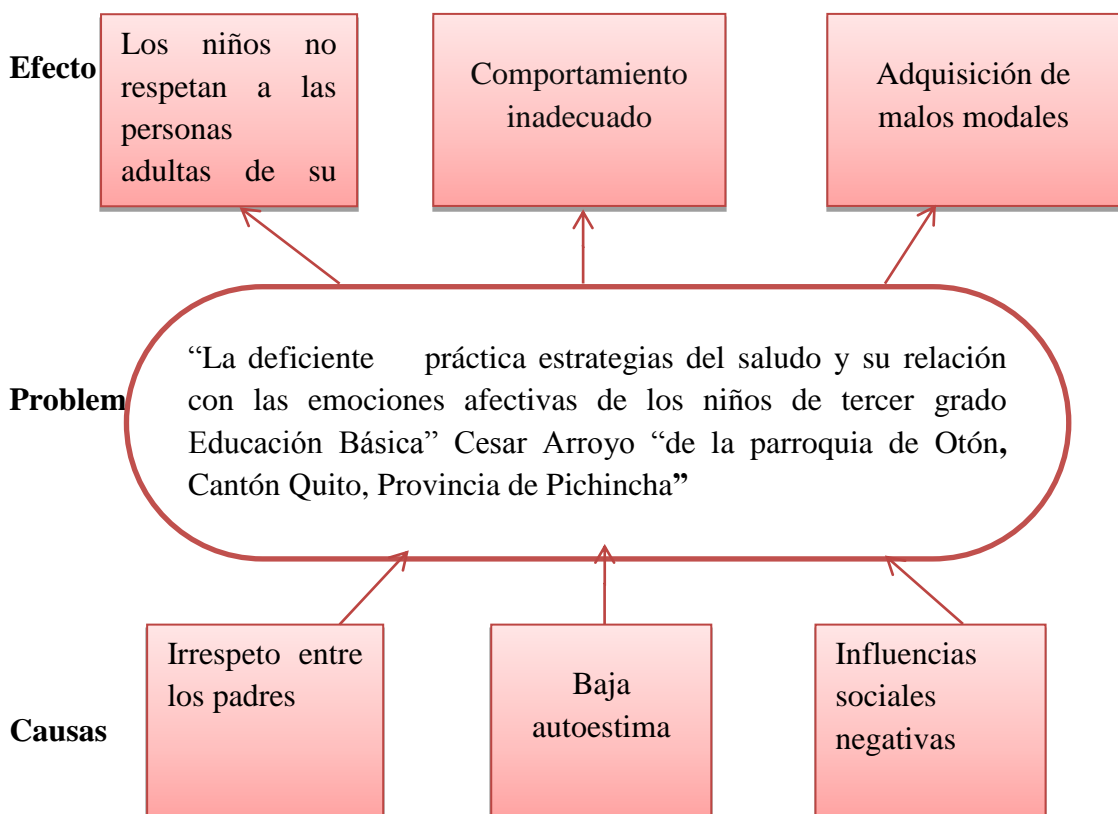 Efecto
Los niños no
respetan a las
personas
adultas de su
Comportamiento
inadecuado
Adquisición de
malos modales
Problem
“La deficiente práctica estrategias del saludo y su relación
con las emociones afectivas de los niños de tercer grado
Educación Básica” Cesar Arroyo “de la parroquia de Otón,
Cantón Quito, Provincia de Pichincha”
Causas
Irrespeto entre
los padres
Baja
autoestima
Influencias
sociales
negativas